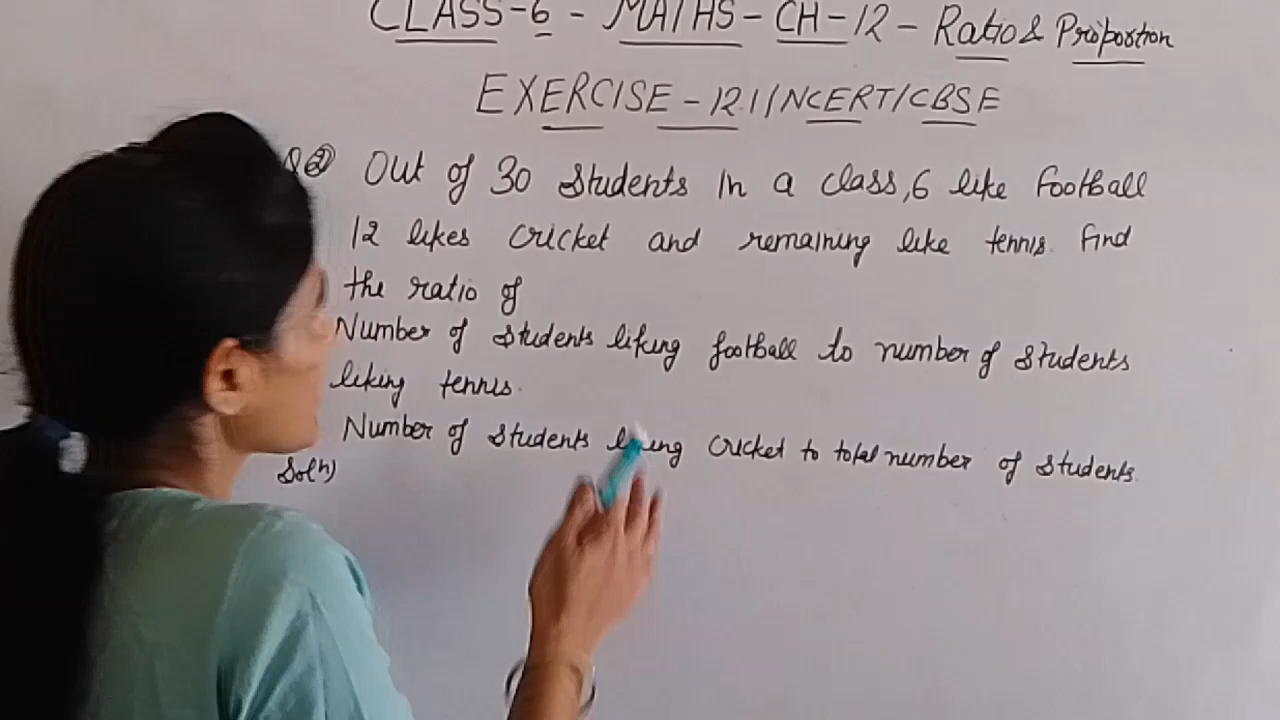 CLASS-6 - MATHS - CH-12 - Ratio & Proportion
EXERCISE - 12.1/NCERT/CBSE
Q② Out of 30 students in a class, 6 like football
12 likes cricket and remaining like tennis. Find
the ratio of
Number of students liking football to number of students
liking tennis.
Number of students liking cricket to total number of students.
Sol(n)